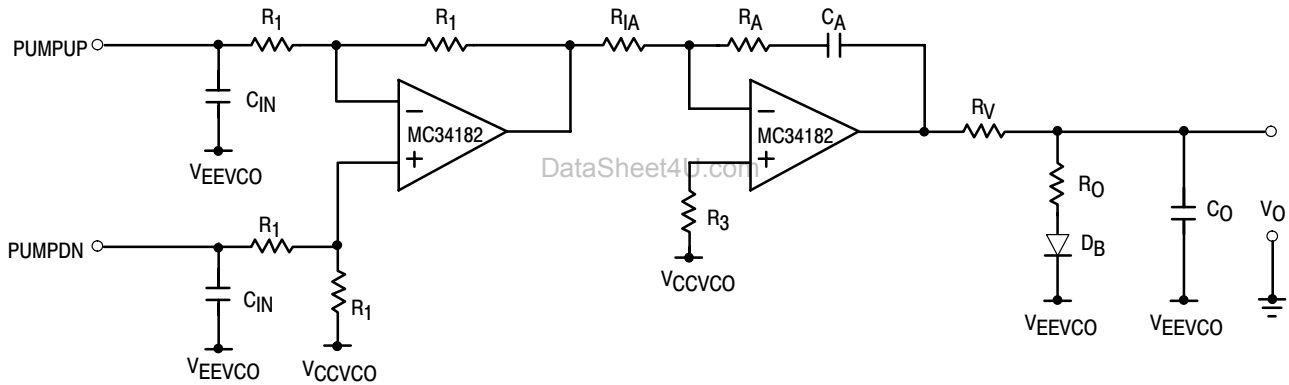 R1 R1 RIA RA CA
PUMPUP
CIN
−
MC34182
+
VEEVCO
RV
−
MC34182
+
DataSheet4U.com
R3
VCCVCO
RO
DB
VEEVCO
CO
VEEVCO
VO
PUMPDN
R1
CIN
R1
VEEVCO
VCCVCO